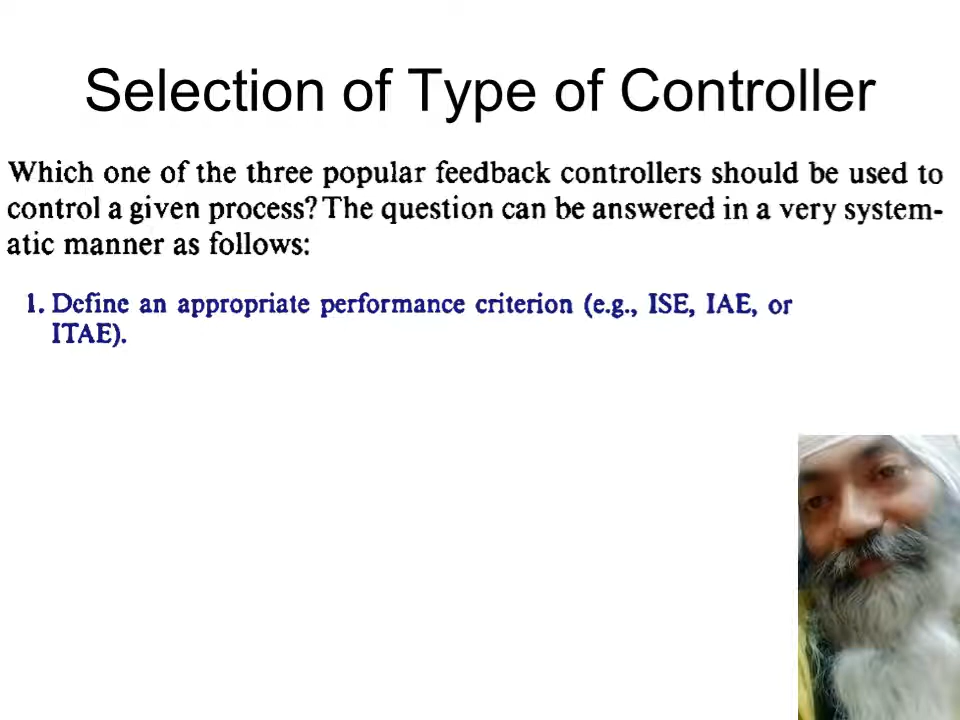 Selection of Type of Controller
Which one of the three popular feedback controllers should be used to
control a given process? The question can be answered in a very system-
atic manner as follows:
1. Define an appropriate performance criterion (e.g., ISE, IAE, or
ITAE).